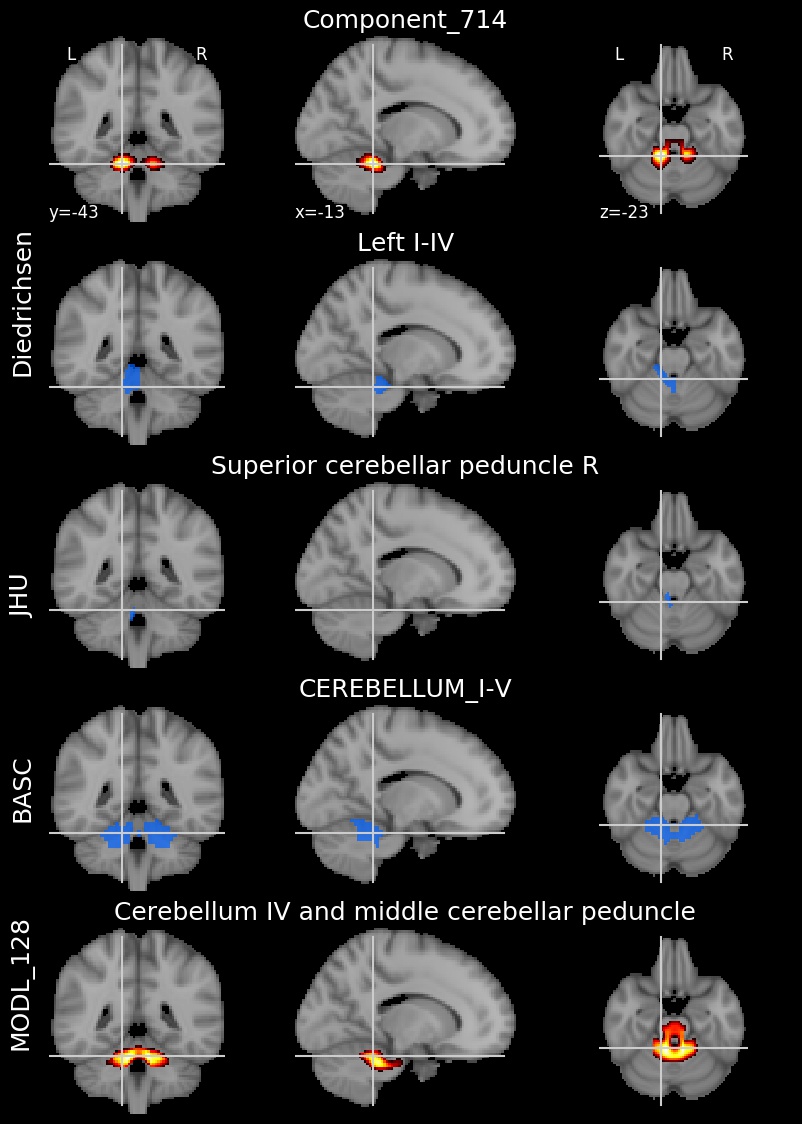 Component_714
L R L R
y=-43 x=-13 z=-23
Diedrichsen
Left I-IV
JHU
Superior cerebellar peduncle R
BASC
CEREBELLUM_I-V
MODL_128
Cerebellum IV and middle cerebellar peduncle